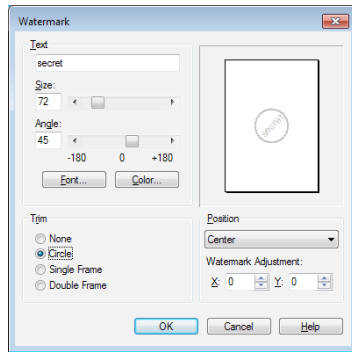 Watermark
Text
secret
Size:
72
Angle:
45
-180 0 +180
Font... Color...
secret
Trim
None
Circle
Single Frame
Double Frame
Position
Center
Watermark Adjustment:
X: 0 Y: 0
OK Cancel Help